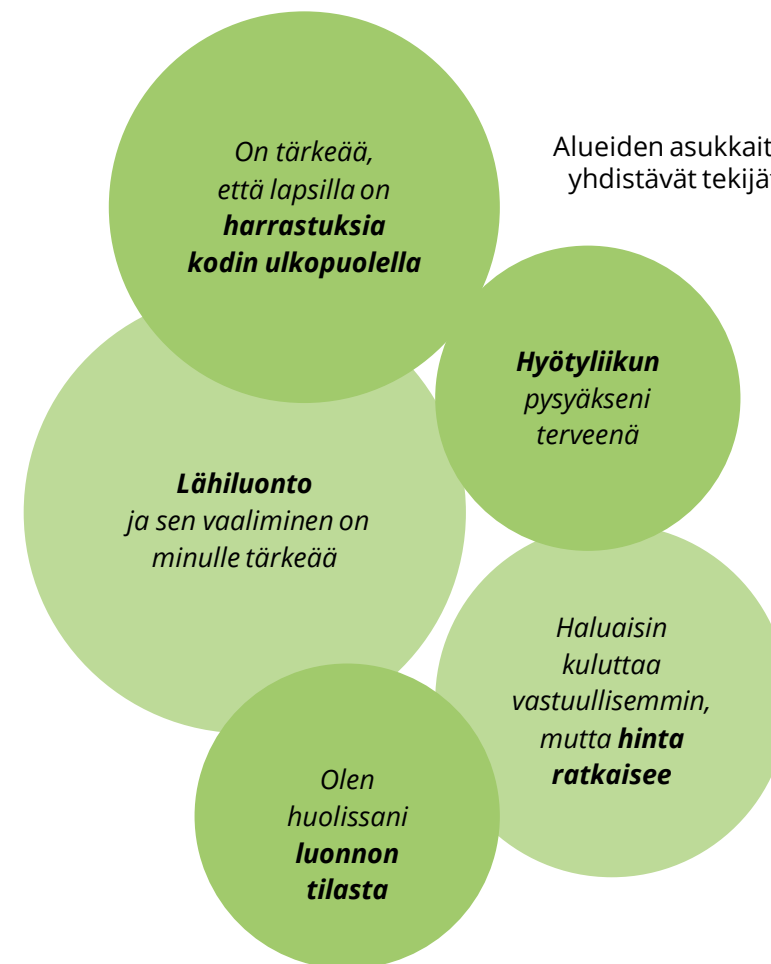 On tärkeää,
että lapsilla on
harrastuksia
kodin ulkopuolella
Alueiden asukkait
yhdistävät tekijät
Hyötyliikun
pysyäkseni
terveenä
Lähiluonto
ja sen vaaliminen on
minulle tärkeää
Haluaisin
kuluttaa
vastuullisemmin,
mutta hinta
ratkaisee
Olen
huolissani
luonnon
tilasta